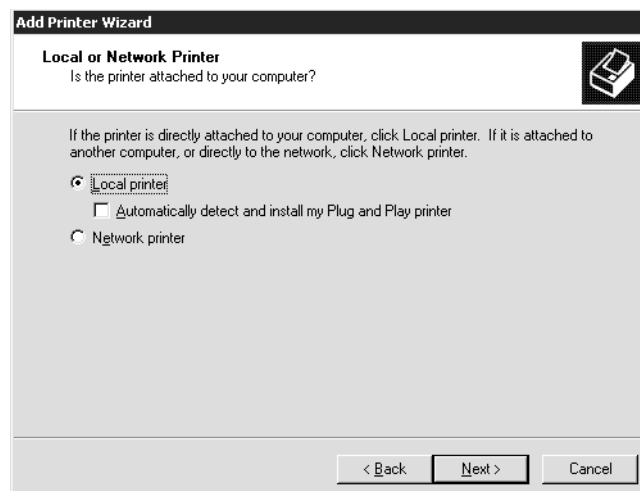 Add Printer Wizard
Local or Network Printer
Is the printer attached to your computer?
If the printer is directly attached to your computer, click Local printer. If it is attached to
another computer, or directly to the network, click Network printer.
Local printer
Automatically detect and install my Plug and Play printer
Network printer
< Back Next > Cancel